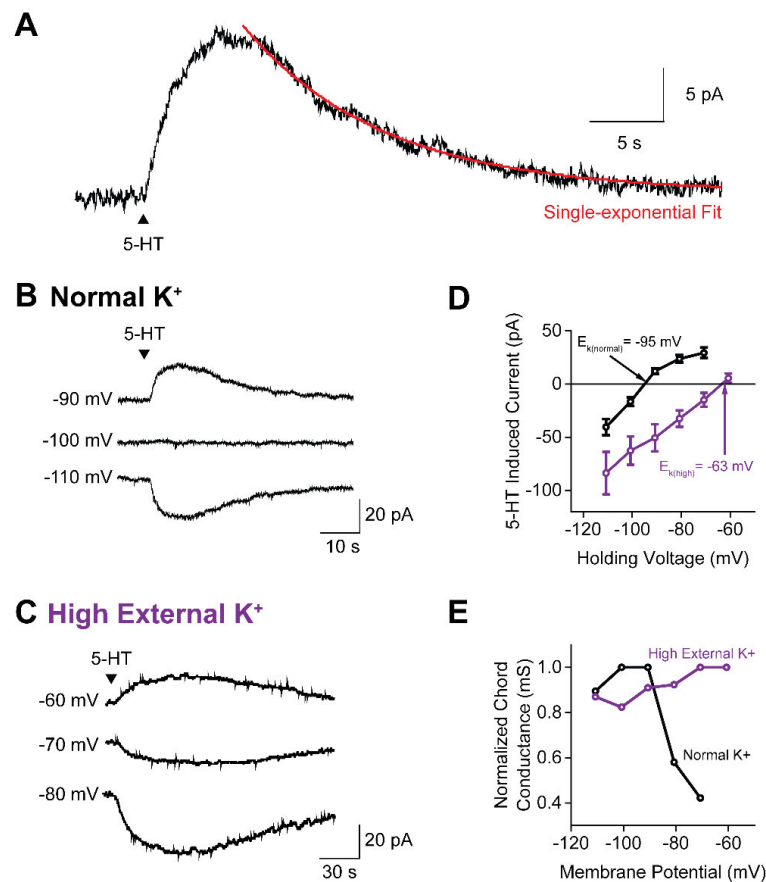 A
5 pA
5 s
5-HT
Single-exponential Fit
B Normal K⁺
5-HT
-90 mV
-100 mV
-110 mV
20 pA
10 s
C High External K⁺
5-HT
-60 mV
-70 mV
-80 mV
20 pA
30 s
D
5-HT Induced Current (pA)
50
0
-50
-100
Eₖ(normal)= -95 mV
Eₖ(high)= -63 mV
-120 -100 -80 -60
Holding Voltage (mV)
E
Normalized Chord
Conductance (mS)
1.0
0.8
0.6
0.4
High External K+
Normal K+
-120 -100 -80 -60
Membrane Potential (mV)